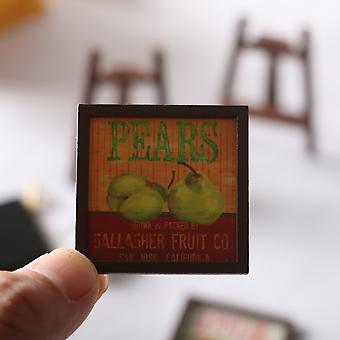 PEARS
GROWN & PACKED BY
GALLAGHER FRUIT CO.
SAN JOSE, CALIFORNIA